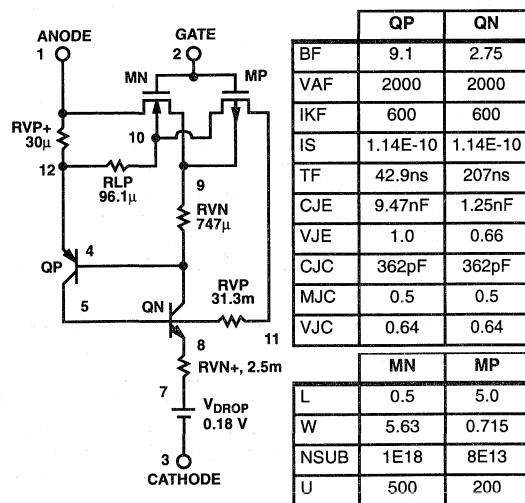 ANODE
1
GATE
2
MN
MP
RVP+
30μ
10
12
RLP
96.1μ
9
RVN
747μ
4
QP
RVP
31.3m
5
QN
11
8
RVN+, 2.5m
7
VDROP
0.18 V
3
CATHODE
QP QN
BF 9.1 2.75
VAF 2000 2000
IKF 600 600
IS 1.14E-10 1.14E-10
TF 42.9ns 207ns
CJE 9.47nF 1.25nF
VJE 1.0 0.66
CJC 362pF 362pF
MJC 0.5 0.5
VJC 0.64 0.64
MN MP
L 0.5 5.0
W 5.63 0.715
NSUB 1E18 8E13
U 500 200